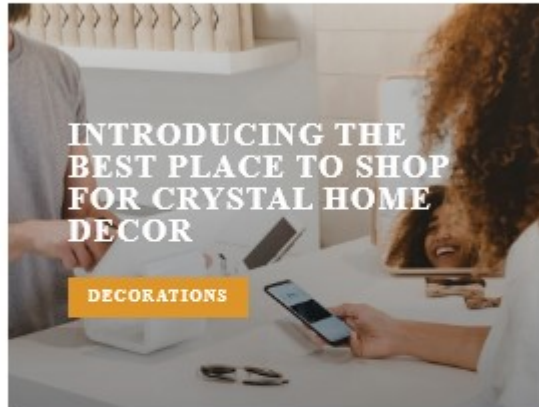 INTRODUCING THE
BEST PLACE TO SHOP
FOR CRYSTAL HOME
DECOR
DECORATIONS